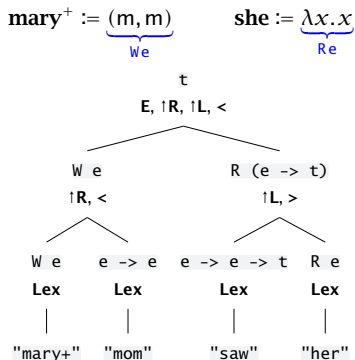 mary⁺ := (m, m) she := λx.x
We Re
t
E, ↑R, ↑L, <
W e R (e -> t)
↑R, < ↑L, >
W e e -> e e -> e -> t R e
Lex Lex Lex Lex
"mary+" "mom" "saw" "her"